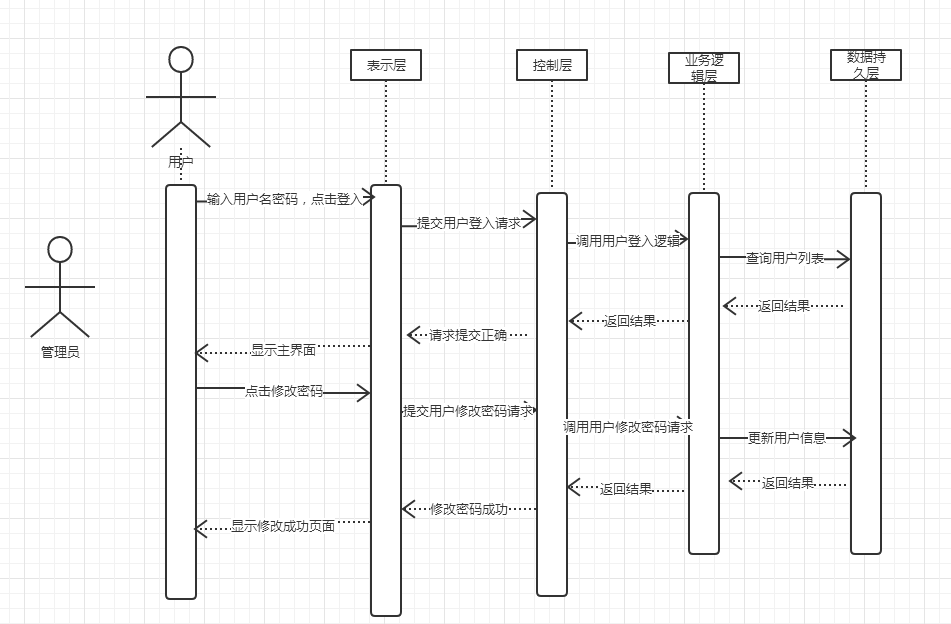 表示层
控制层
业务逻
辑层
数据持
久层
用户
输入用户名密码，点击登入
提交用户登入请求
调用用户登入逻辑
查询用户列表
返回结果
返回结果
请求提交正确
显示主界面
管理员
点击修改密码
提交用户修改密码请求
调用用户修改密码请求
更新用户信息
返回结果
返回结果
修改密码成功
显示修改成功页面